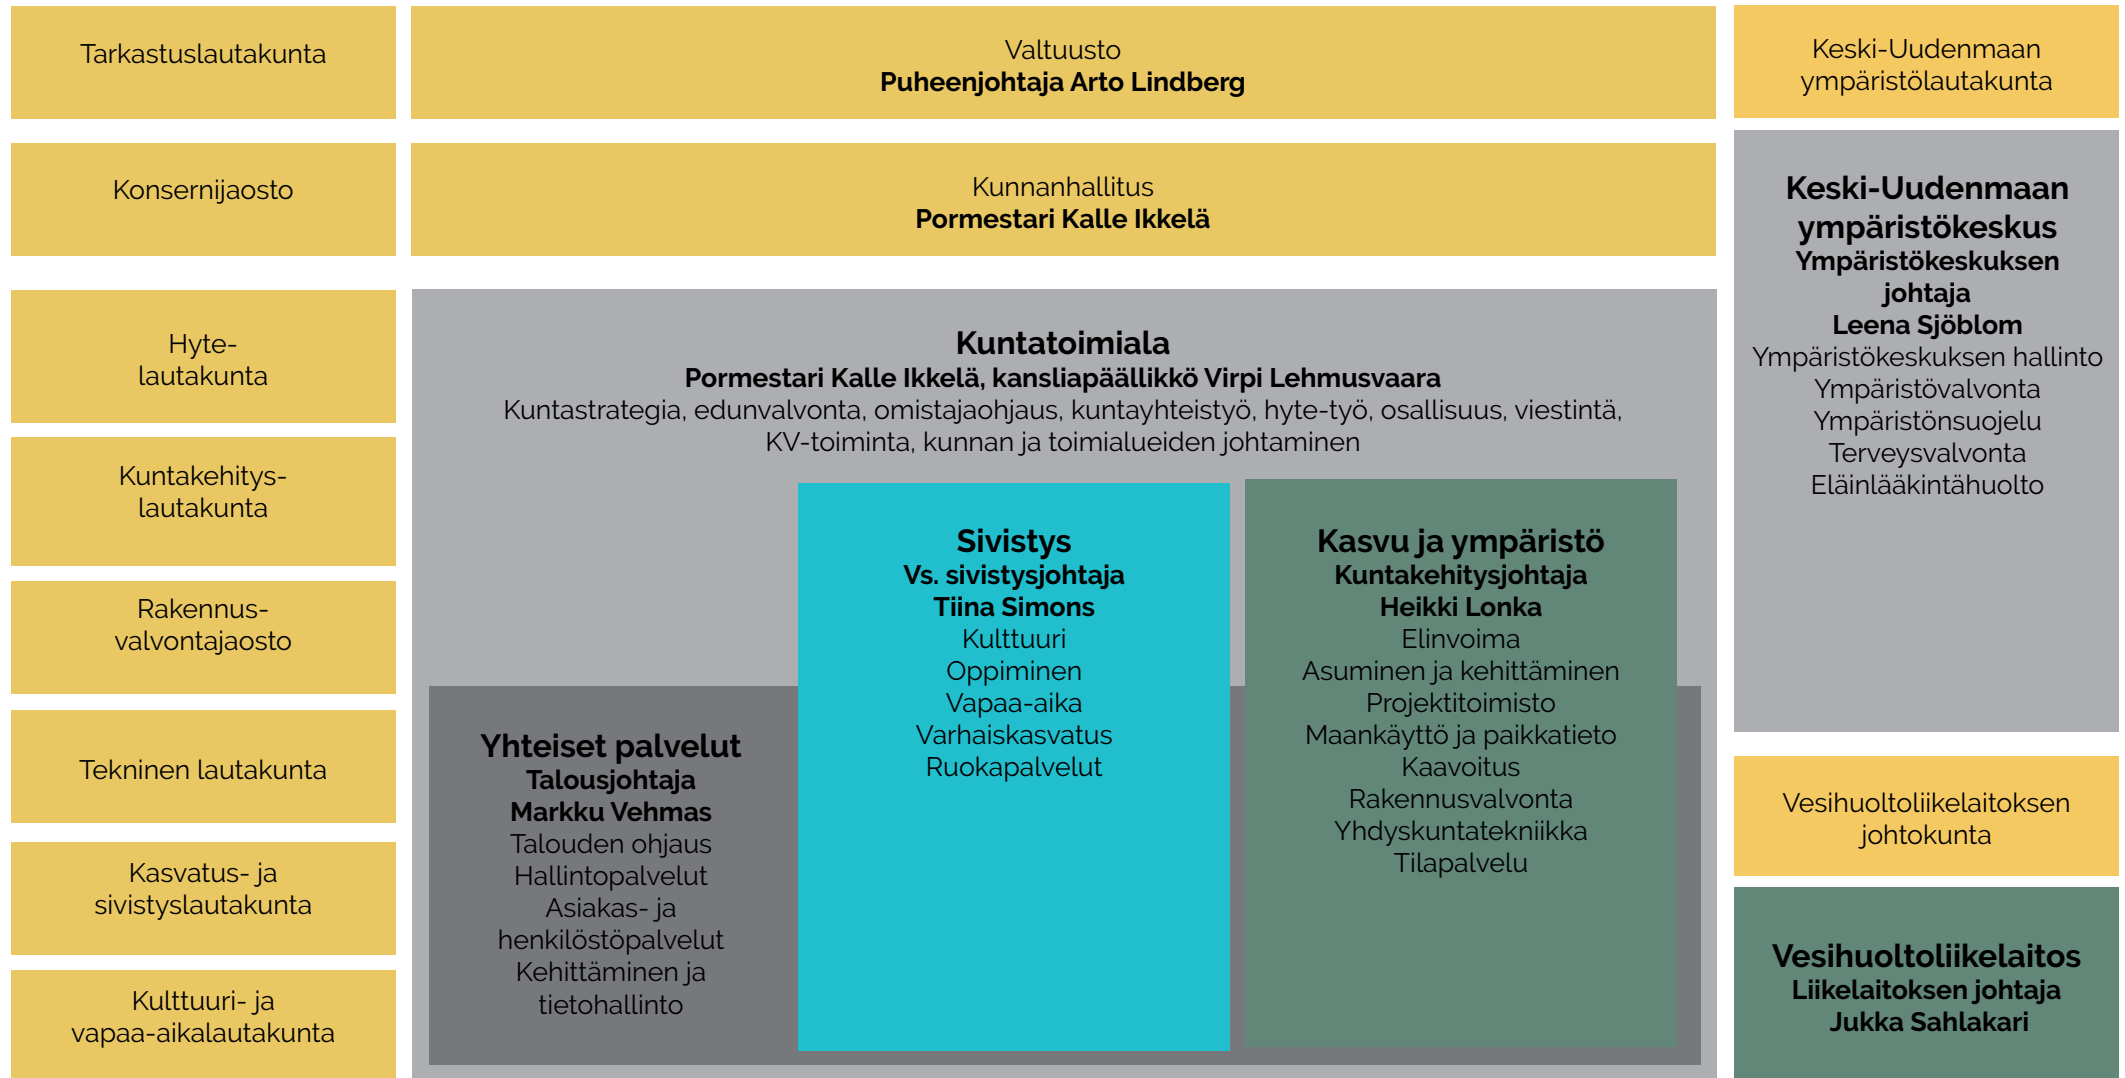 Tarkastuslautakunta
Valtuusto
Puheenjohtaja Arto Lindberg
Keski-Uudenmaan
ympäristölautakunta
Konsernijaosto
Kunnanhallitus
Pormestari Kalle Ikkelä
Keski-Uudenmaan
ympäristökeskus
Ympäristökeskuksen
johtaja
Leena Sjöblom
Ympäristökeskuksen hallinto
Ympäristövalvonta
Ympäristönsuojelu
Terveysvalvonta
Eläinlääkintähuolto
Hyte-
lautakunta
Kuntakehitys-
lautakunta
Rakennus-
valvontajaosto
Tekninen lautakunta
Kasvatus- ja
sivistyslautakunta
Kulttuuri- ja
vapaa-aikalautakunta
Kuntatoimiala
Pormestari Kalle Ikkelä, kansliapäällikkö Virpi Lehmusvaara
Kuntastrategia, edunvalvonta, omistajaohjaus, kuntayhteistyö, hyte-työ, osallisuus, viestintä,
KV-toiminta, kunnan ja toimialueiden johtaminen
Yhteiset palvelut
Talousjohtaja
Markku Vehmas
Talouden ohjaus
Hallintopalvelut
Asiakas- ja
henkilöstöpalvelut
Kehittäminen ja
tietohallinto
Sivistys
Vs. sivistysjohtaja
Tiina Simons
Kulttuuri
Oppiminen
Vapaa-aika
Varhaiskasvatus
Ruokapalvelut
Kasvu ja ympäristö
Kuntakehitysjohtaja
Heikki Lonka
Elinvoima
Asuminen ja kehittäminen
Projektitoimisto
Maankäyttö ja paikkatieto
Kaavoitus
Rakennusvalvonta
Yhdyskuntatekniikka
Tilapalvelu
Vesihuoltoliikelaitoksen
johtokunta
Vesihuoltoliikelaitos
Liikelaitoksen johtaja
Jukka Sahlakari